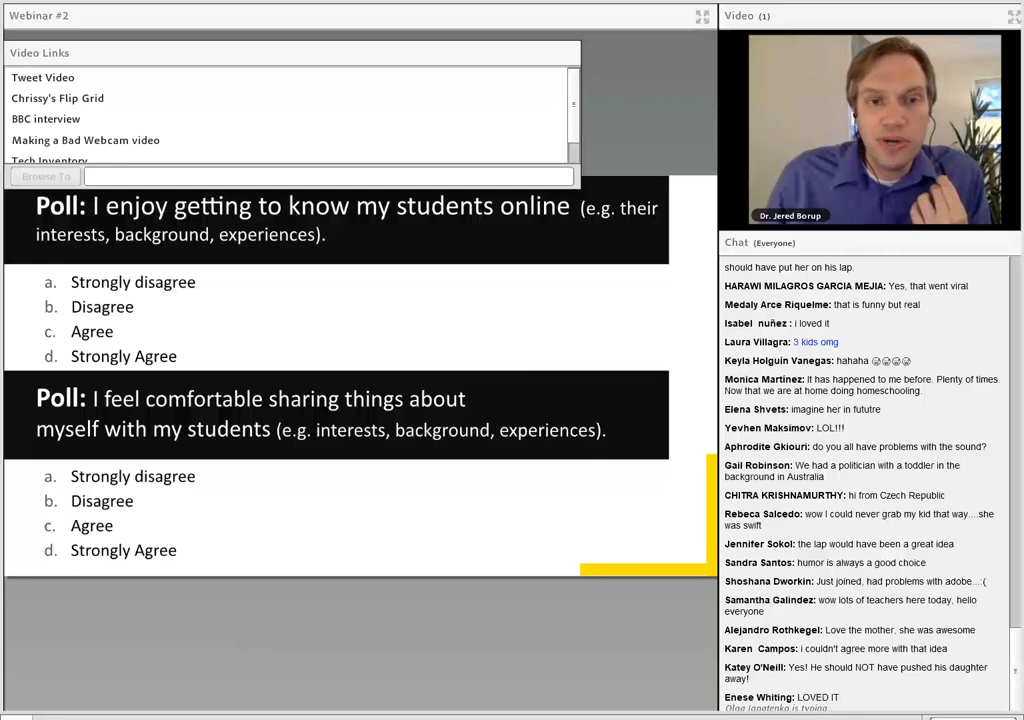 Webinar #2
Video Links
Tweet Video
Chrissy's Flip Grid
BBC interview
Making a Bad Webcam video
Tech Inventory
Browse To
Poll: I enjoy getting to know my students online (e.g. their
interests, background, experiences).
a. Strongly disagree
b. Disagree
c. Agree
d. Strongly Agree
Poll: I feel comfortable sharing things about
myself with my students (e.g. interests, background, experiences).
a. Strongly disagree
b. Disagree
c. Agree
d. Strongly Agree
Video (1)
Dr. Jered Borup
Chat (Everyone)
should have put her on his lap.
HARAWI MILAGROS GARCIA MEJIA: Yes, that went viral
Medaly Arce Riquelme: that is funny but real
Isabel nuñez : i loved it
Laura Villagra: 3 kids omg
Keyla Holguín Vanegas: hahaha
Monica Martínez: It has happened to me before. Plenty of times.
Now that we are at home doing homeschooling.
Elena Shvets: imagine her in fututre
Yevhen Maksimov: LOL!!!
Aphrodite Gkiouri: do you all have problems with the sound?
Gail Robinson: We had a politician with a toddler in the
background in Australia
CHITRA KRISHNAMURTHY: hi from Czech Republic
Rebeca Salcedo: wow I could never grab my kid that way....she
was swift
Jennifer Sokol: the lap would have been a great idea
Sandra Santos: humor is always a good choice
Shoshana Dworkin: Just joined, had problems with adobe...:(
Samantha Galindez: wow lots of teachers here today, hello
everyone
Alejandro Rothkegel: Love the mother, she was awesome
Karen Campos: i couldn't agree more with that idea
Katey O'Neill: Yes! He should NOT have pushed his daughter
away!
Enese Whiting: LOVED IT
Olga Ignatenko is typing...